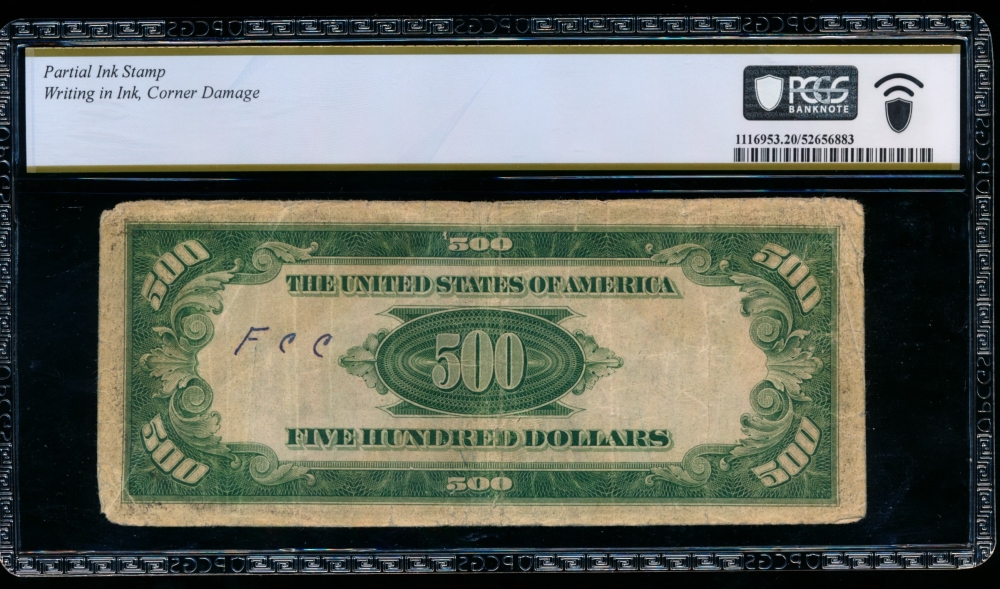 Partial Ink Stamp
Writing in Ink, Corner Damage
PCGS
BANKNOTE
1116953.20/52656883
500 500 500
THE UNITED STATES OF AMERICA
F C C
500
FIVE HUNDRED DOLLARS
500 500 500